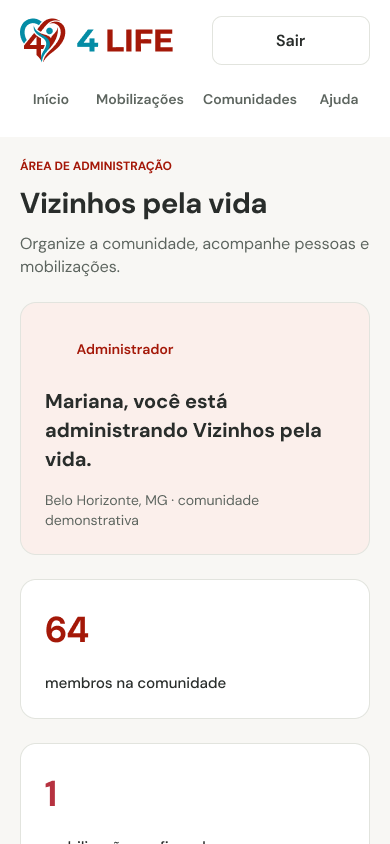 4 LIFE
Sair
Início Mobilizações Comunidades Ajuda
ÁREA DE ADMINISTRAÇÃO
Vizinhos pela vida
Organize a comunidade, acompanhe pessoas e
mobilizações.
Administrador
Mariana, você está
administrando Vizinhos pela
vida.
Belo Horizonte, MG · comunidade
demonstrativa
64
membros na comunidade
1